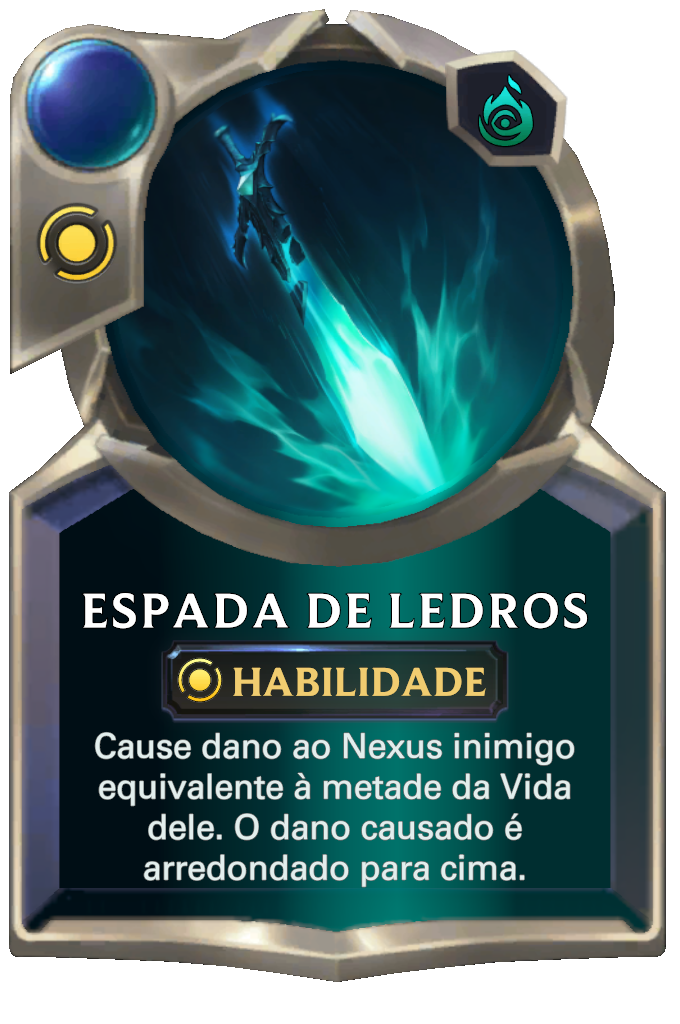 ESPADA DE LEDROS
HABILIDADE
Cause dano ao Nexus inimigo
equivalente à metade da Vida
dele. O dano causado é
arredondado para cima.